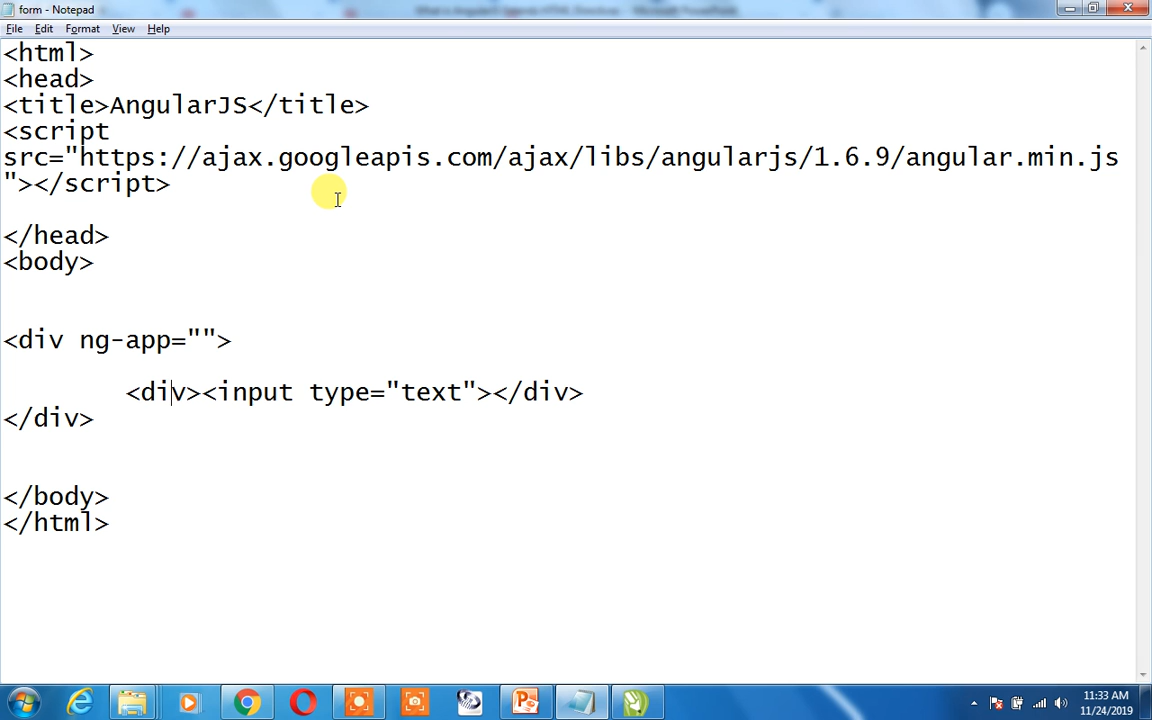 form - Notepad
File Edit Format View Help
<html>
<head>
<title>AngularJS</title>
<script
src="https://ajax.googleapis.com/ajax/libs/angularjs/1.6.9/angular.min.js
"></script>
</head>
<body>
<div ng-app="">
<div><input type="text"></div>
</div>
</body>
</html>
11:33 AM
11/24/2019